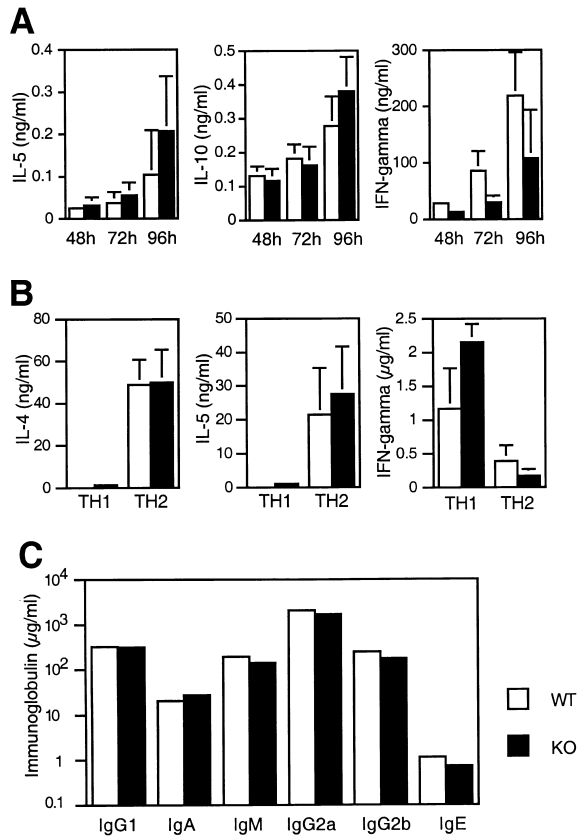 A
IL-5 (ng/ml)
0.4
0.3
0.2
0.1
0
48h 72h 96h
IL-10 (ng/ml)
0.5
0.4
0.3
0.2
0.1
0
48h 72h 96h
IFN-gamma (ng/ml)
300
200
100
0
48h 72h 96h
B
IL-4 (ng/ml)
80
60
40
20
0
TH1 TH2
IL-5 (ng/ml)
50
40
30
20
10
0
TH1 TH2
IFN-gamma (µg/ml)
2.5
2
1.5
1
0.5
0
TH1 TH2
C
Immunoglobulin (µg/ml)
10⁴
10³
10²
10
1
0.1
IgG1 IgA IgM IgG2a IgG2b IgE
WT
KO